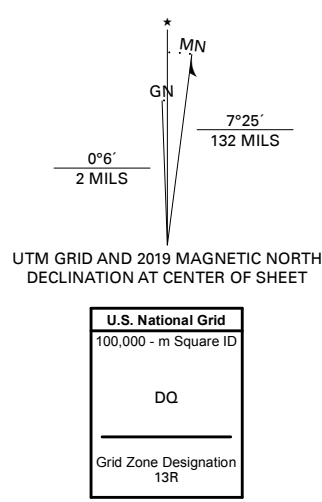 MN
GN
7°25´
132 MILS
0°6´
2 MILS
UTM GRID AND 2019 MAGNETIC NORTH
DECLINATION AT CENTER OF SHEET
U.S. National Grid
100,000 - m Square ID
DQ
Grid Zone Designation
13R